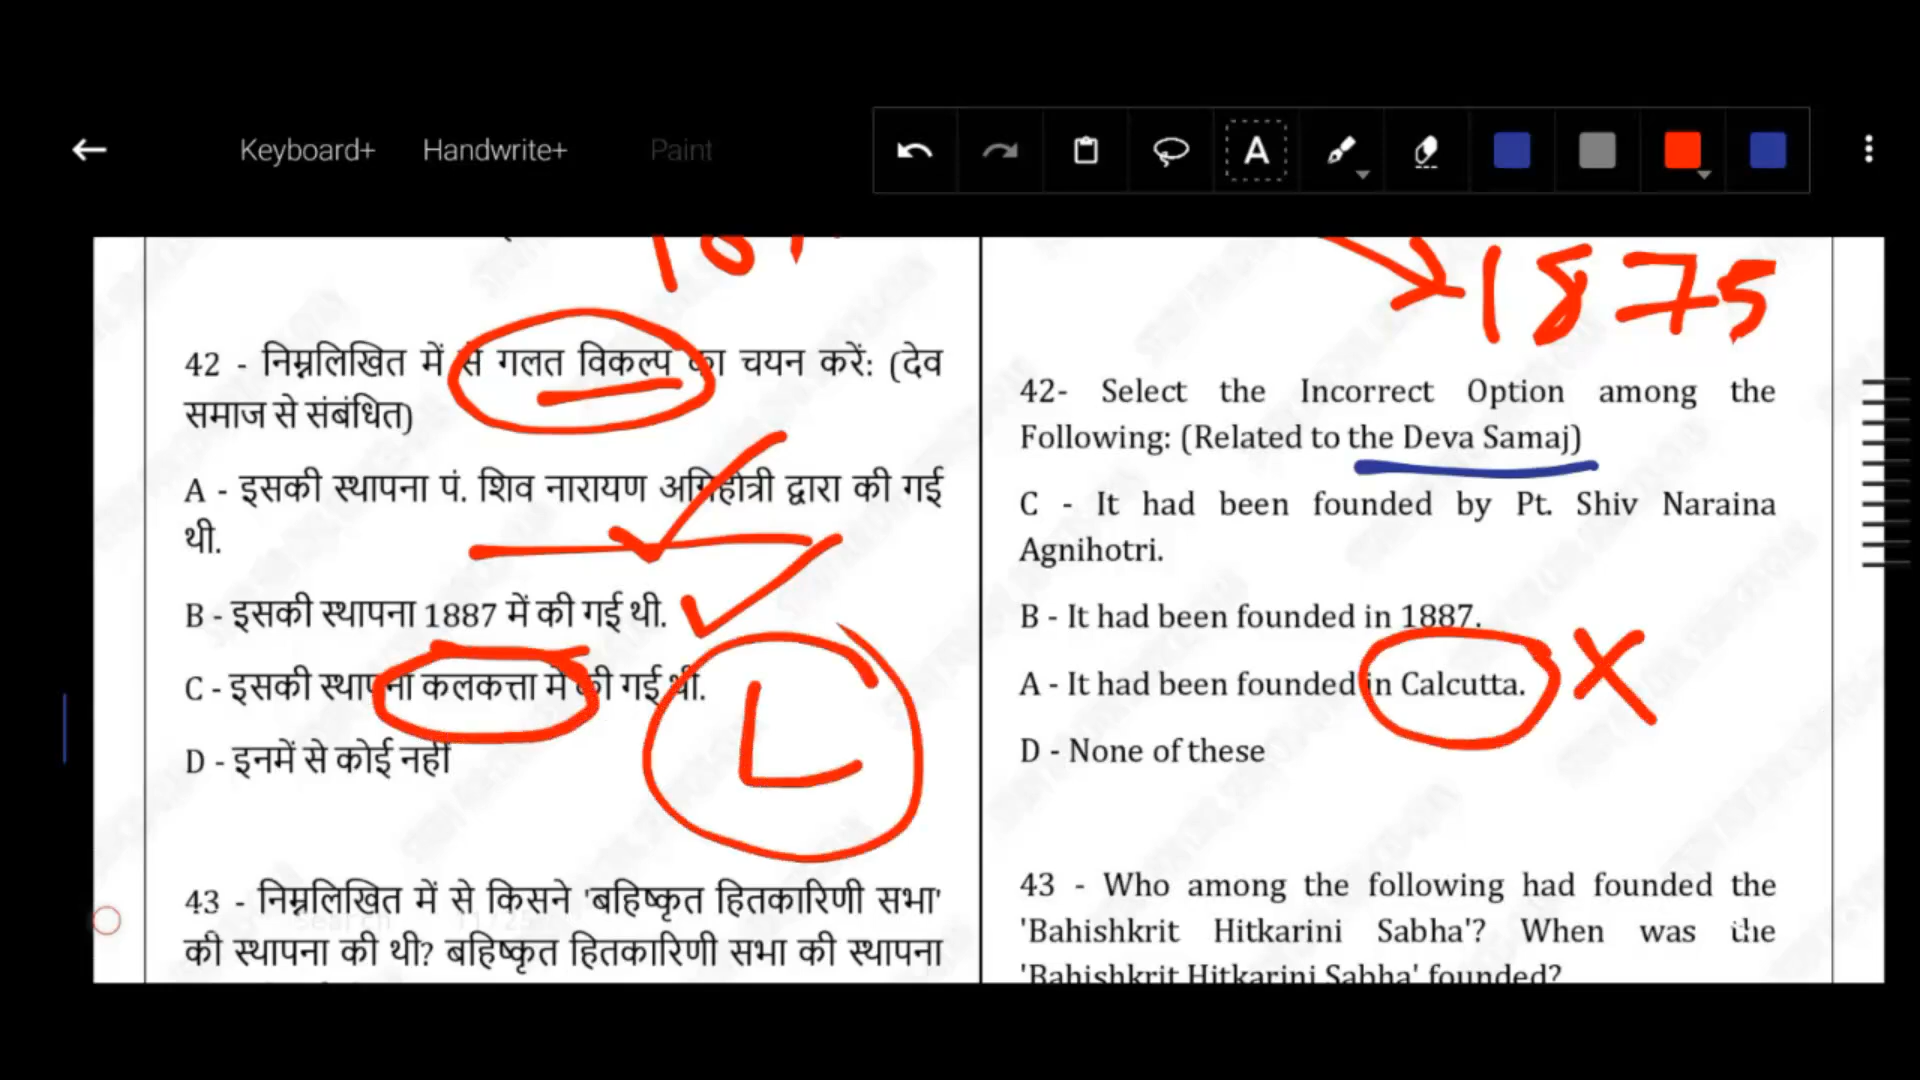 Keyboard+ Handwrite+ Paint A
42 - निम्नलिखित में से गलत विकल्प का चयन करें: (देव
समाज से संबंधित)
A - इसकी स्थापना पं. शिव नारायण अग्निहोत्री द्वारा की गई
थी.
B - इसकी स्थापना 1887 में की गई थी.
C - इसकी स्थापना कलकत्ता में की गई थी.
D - इनमें से कोई नहीं
L
43 - निम्नलिखित में से किसने 'बहिष्कृत हितकारिणी सभा'
की स्थापना की थी? बहिष्कृत हितकारिणी सभा की स्थापना
Search 11/25
1875
42- Select the Incorrect Option among the
Following: (Related to the Deva Samaj)
C - It had been founded by Pt. Shiv Naraina
Agnihotri.
B - It had been founded in 1887.
A - It had been founded in Calcutta. X
D - None of these
43 - Who among the following had founded the
'Bahishkrit Hitkarini Sabha'? When was the
'Bahishkrit Hitkarini Sabha' founded?